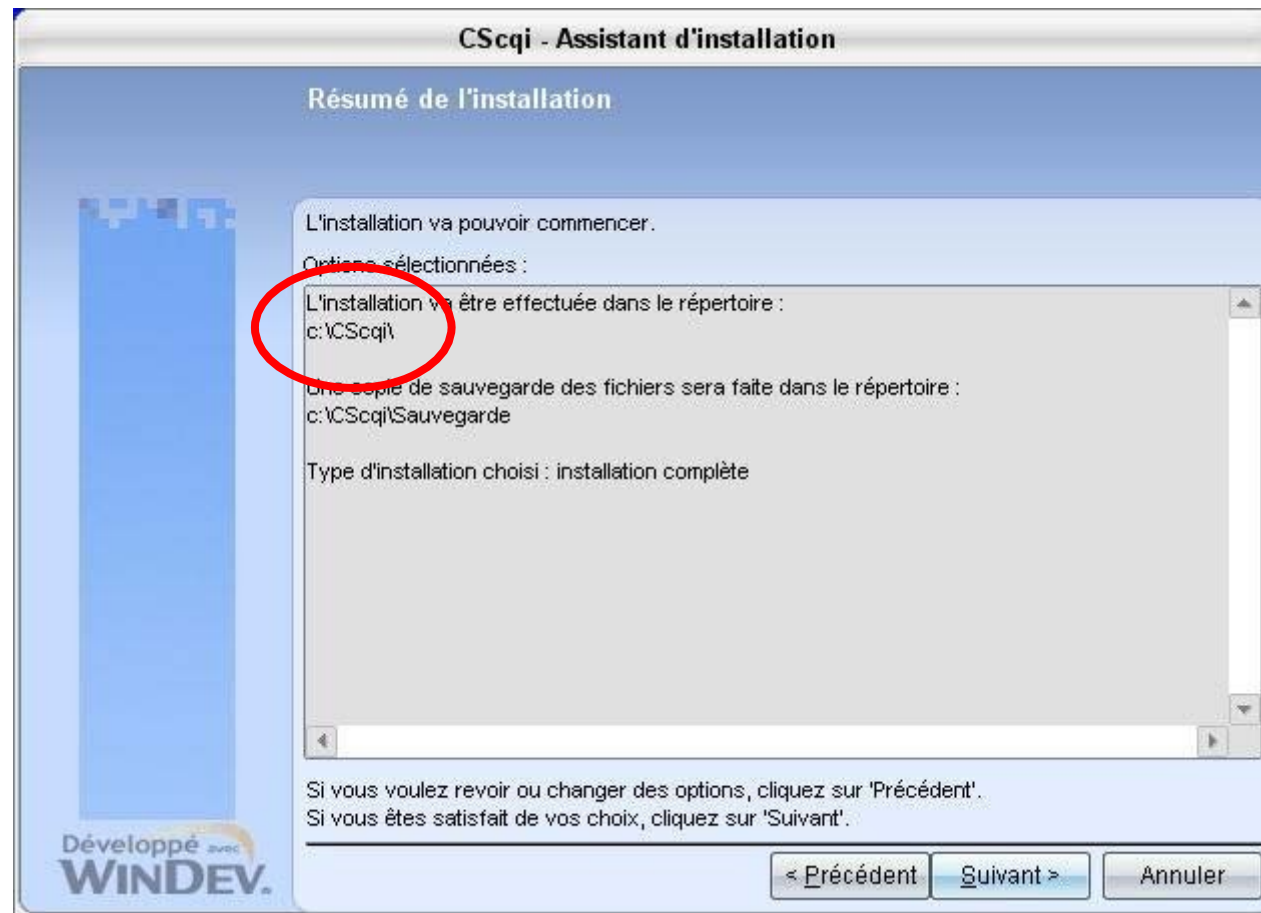 CScqi - Assistant d'installation
Résumé de l'installation
L'installation va pouvoir commencer.
Options sélectionnées :
L'installation va être effectuée dans le répertoire :
c:\CScqi\
Une copie de sauvegarde des fichiers sera faite dans le répertoire :
c:\CScqi\Sauvegarde
Type d'installation choisi : installation complète
Si vous voulez revoir ou changer des options, cliquez sur 'Précédent'.
Si vous êtes satisfait de vos choix, cliquez sur 'Suivant'.
Développé avec
WINDEV.
< Précédent Suivant > Annuler